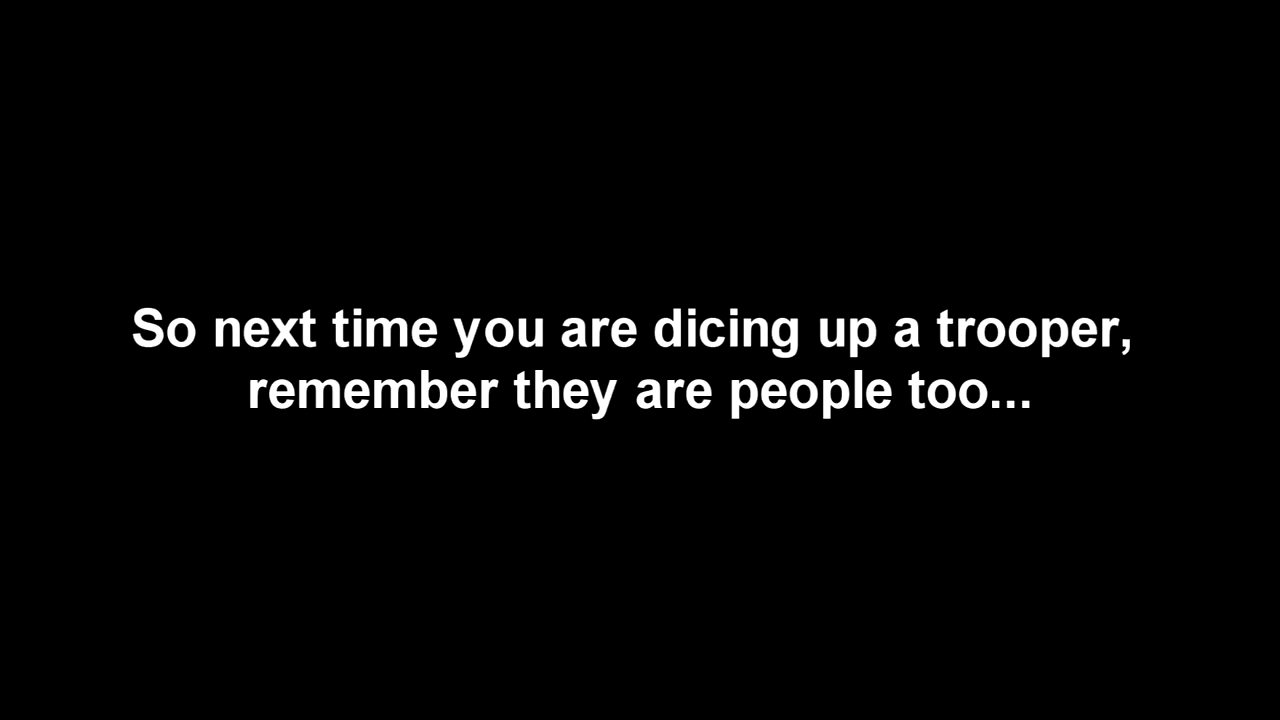 So next time you are dicing up a trooper,
remember they are people too...